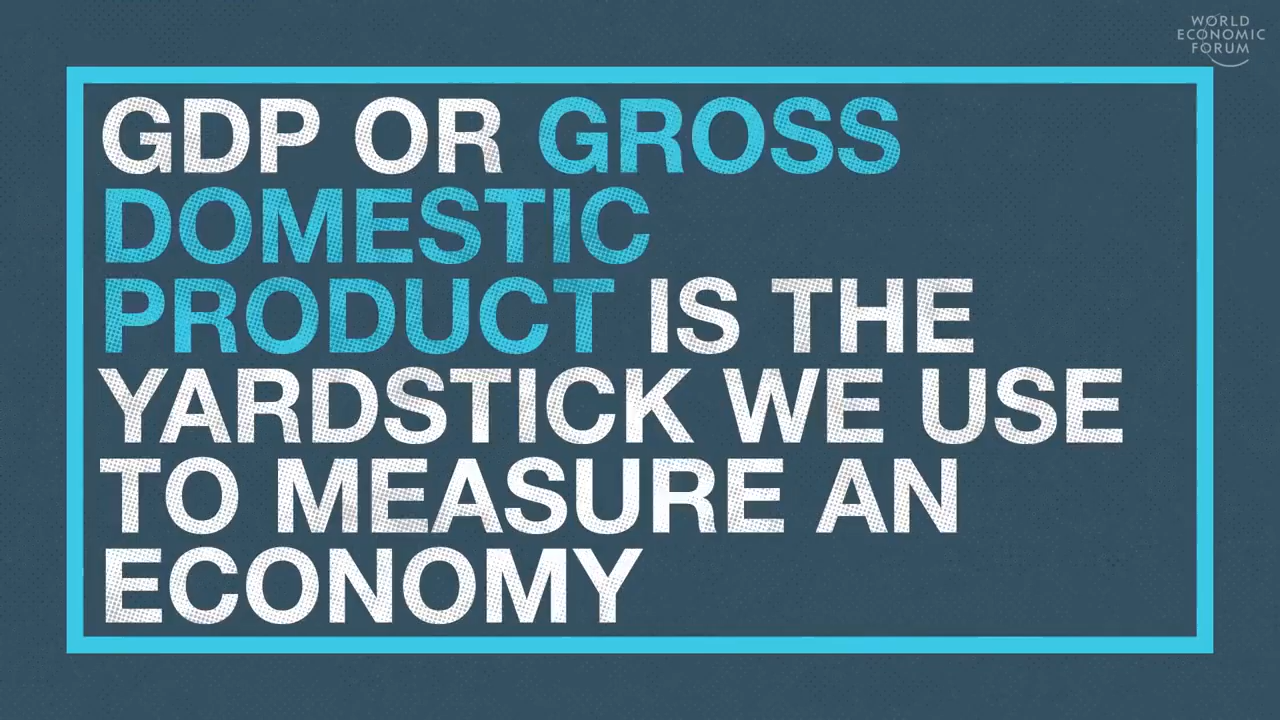 WORLD
ECONOMIC
FORUM
GDP OR GROSS
DOMESTIC
PRODUCT IS THE
YARDSTICK WE USE
TO MEASURE AN
ECONOMY